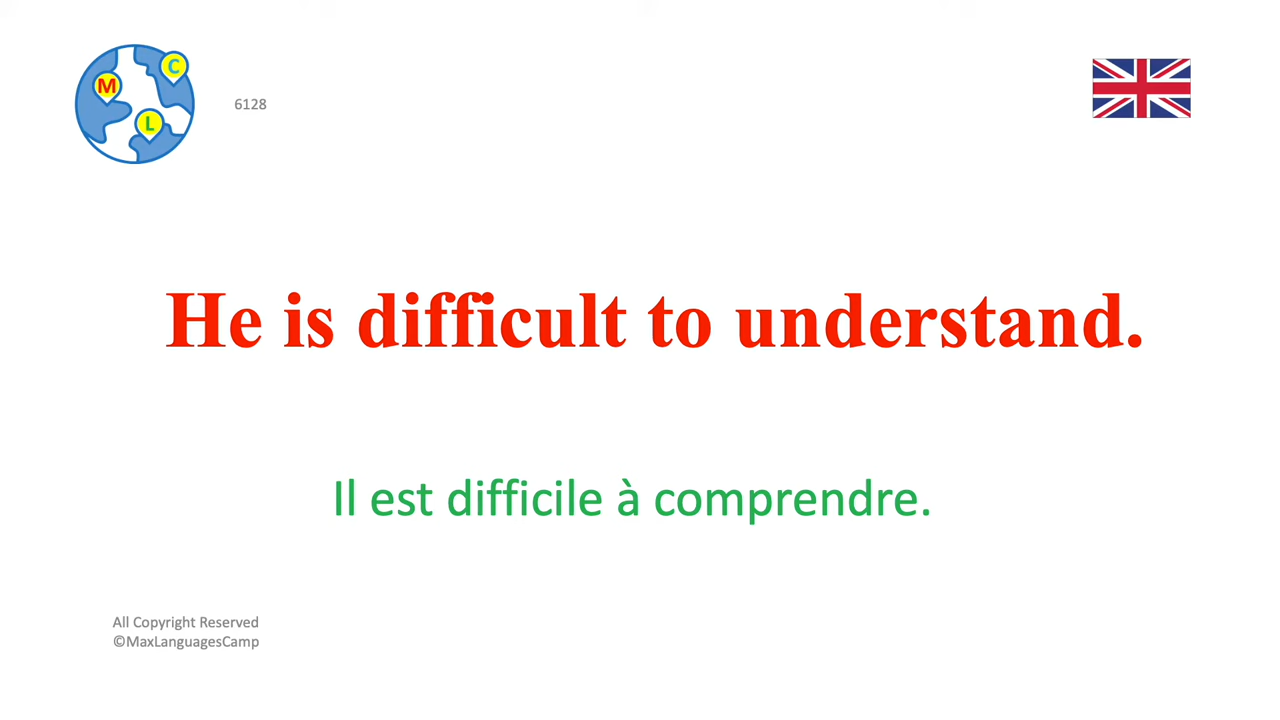 C
M
L
6128
He is difficult to understand.
Il est difficile à comprendre.
All Copyright Reserved
©MaxLanguagesCamp